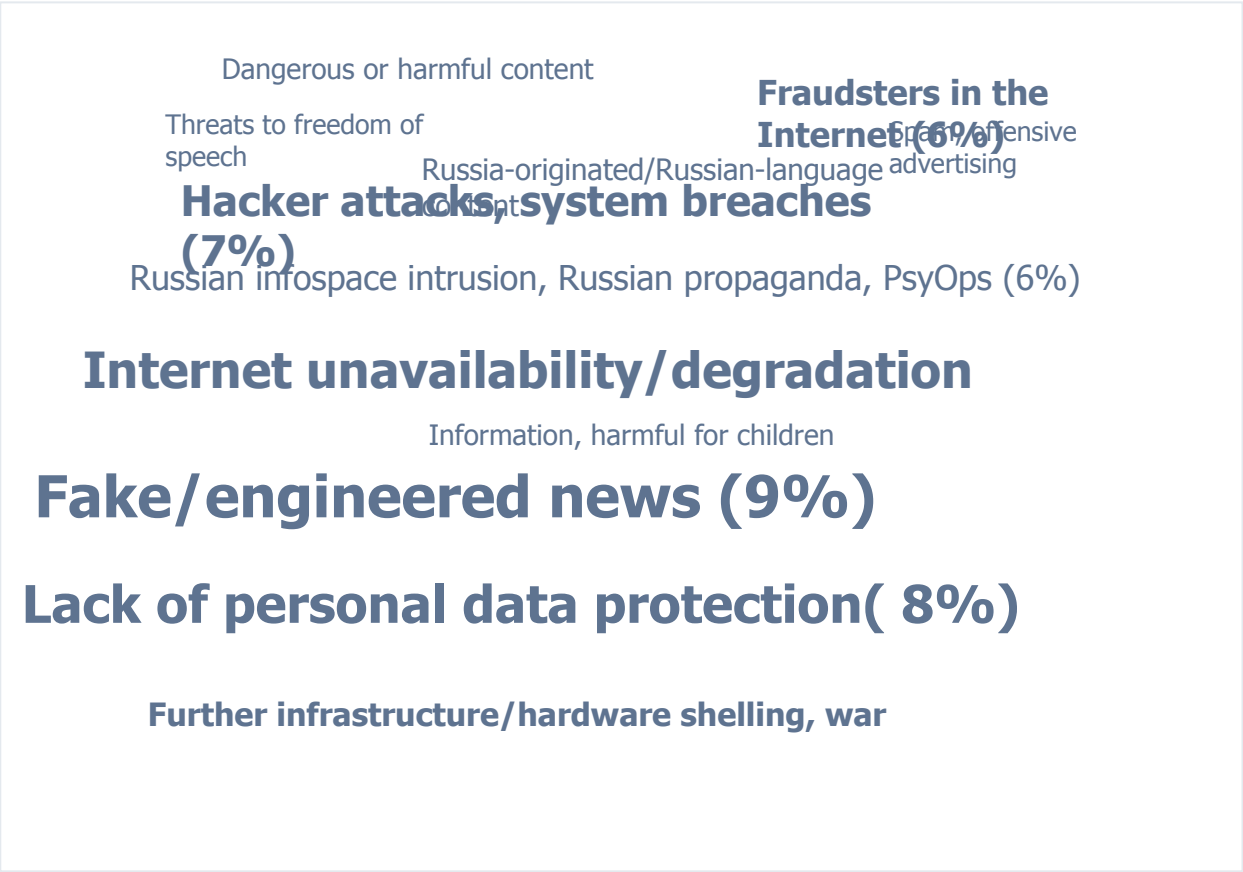 Dangerous or harmful content
Fraudsters in the
Internet (6%)
Threats to freedom of
speech
Spam, offensive
advertising
Russia-originated/Russian-language
content
Hacker attacks, system breaches
(7%)
Russian infospace intrusion, Russian propaganda, PsyOps (6%)
Internet unavailability/degradation
Information, harmful for children
Fake/engineered news (9%)
Lack of personal data protection( 8%)
Further infrastructure/hardware shelling, war